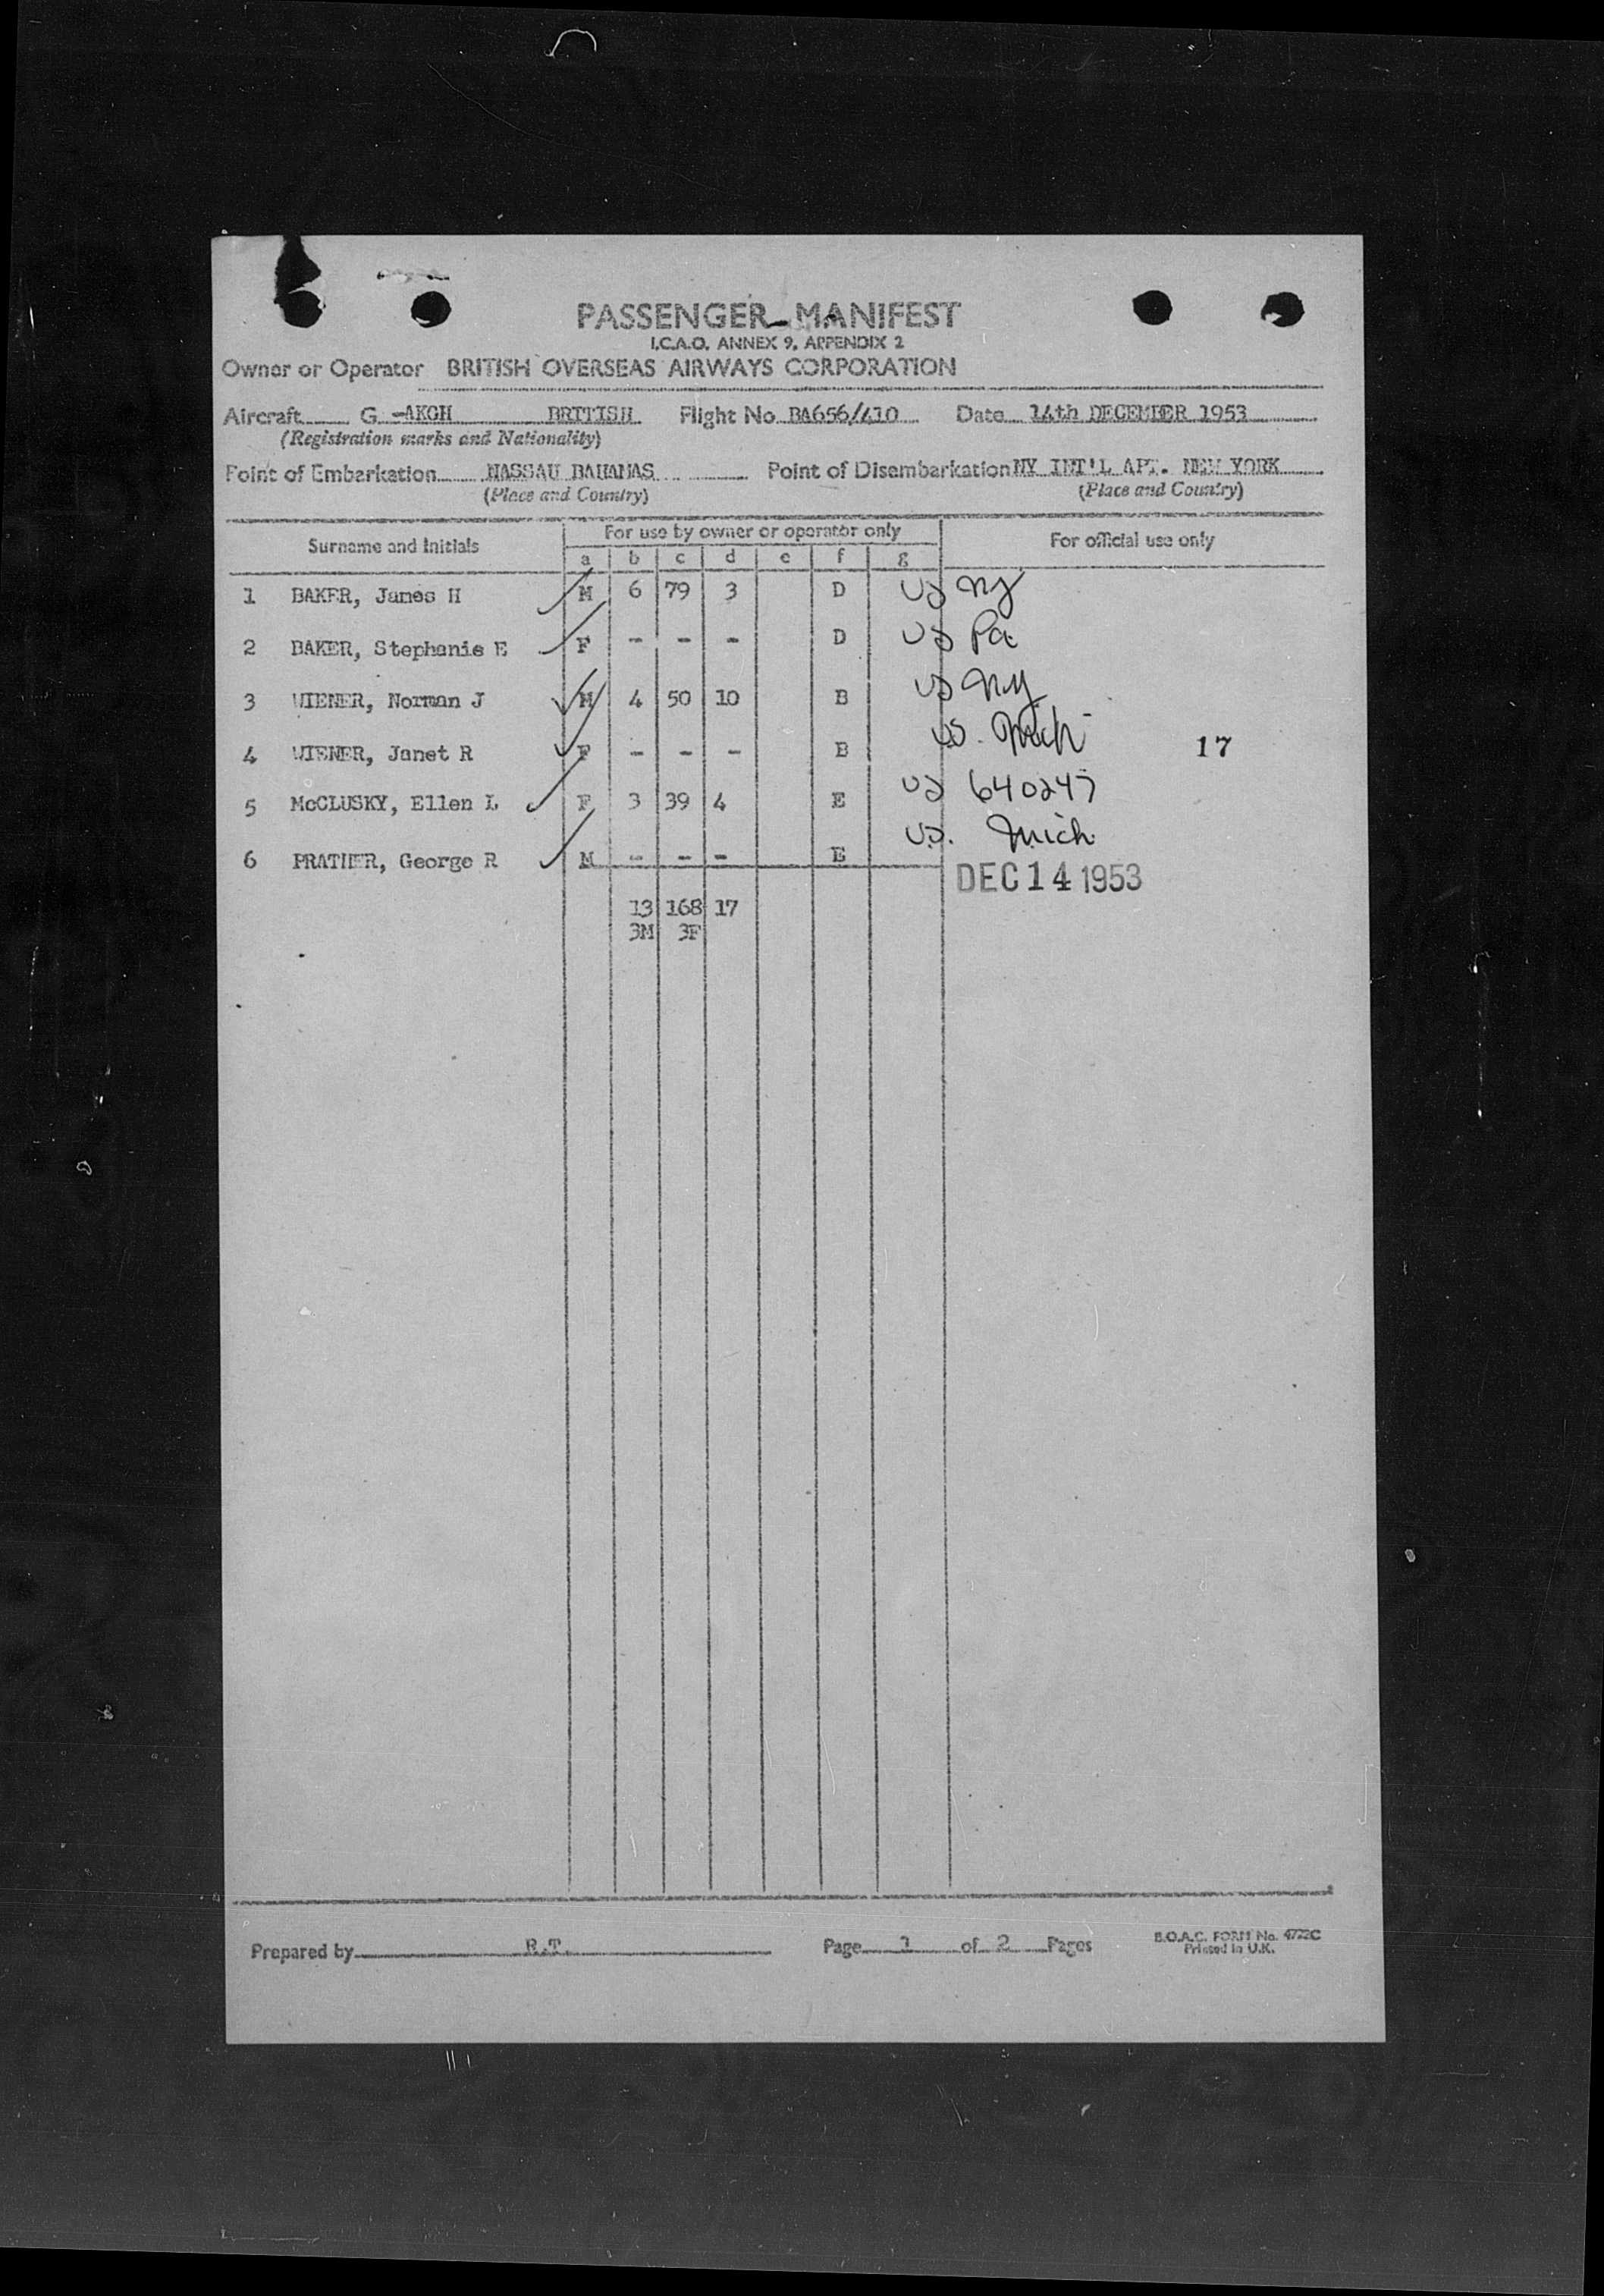 PASSENGER MANIFEST
I.C.A.O. ANNEX 9, APPENDIX 2
Owner or Operator BRITISH OVERSEAS AIRWAYS CORPORATION
Aircraft G -AKGH BRITISH Flight No. BA656/410 Date 14th DECEMBER 1953
(Registration marks and Nationality)
Point of Embarkation NASSAU BAHAMAS Point of Disembarkation NY INT'L APT. NEW YORK
(Place and Country) (Place and Country)
Surname and Initials For use by owner or operator only For official use only
a b c d e f g
1 BAKER, James H M 6 79 3 D US NY
2 BAKER, Stephanie E F - - - D US Pa
3 WIENER, Norman J M 4 50 10 B US NY
4 WIENER, Janet R F - - - B US. Mich 17
5 McCLUSKY, Ellen L F 3 39 4 E US 640247
6 PRATHER, George R M - - - E US. Mich.
DEC 14 1953
13 168 17
3M 3F
Prepared by R.T. Page 1 of 2 Pages
B.O.A.C. FORM No. 4722C
Printed in U.K.